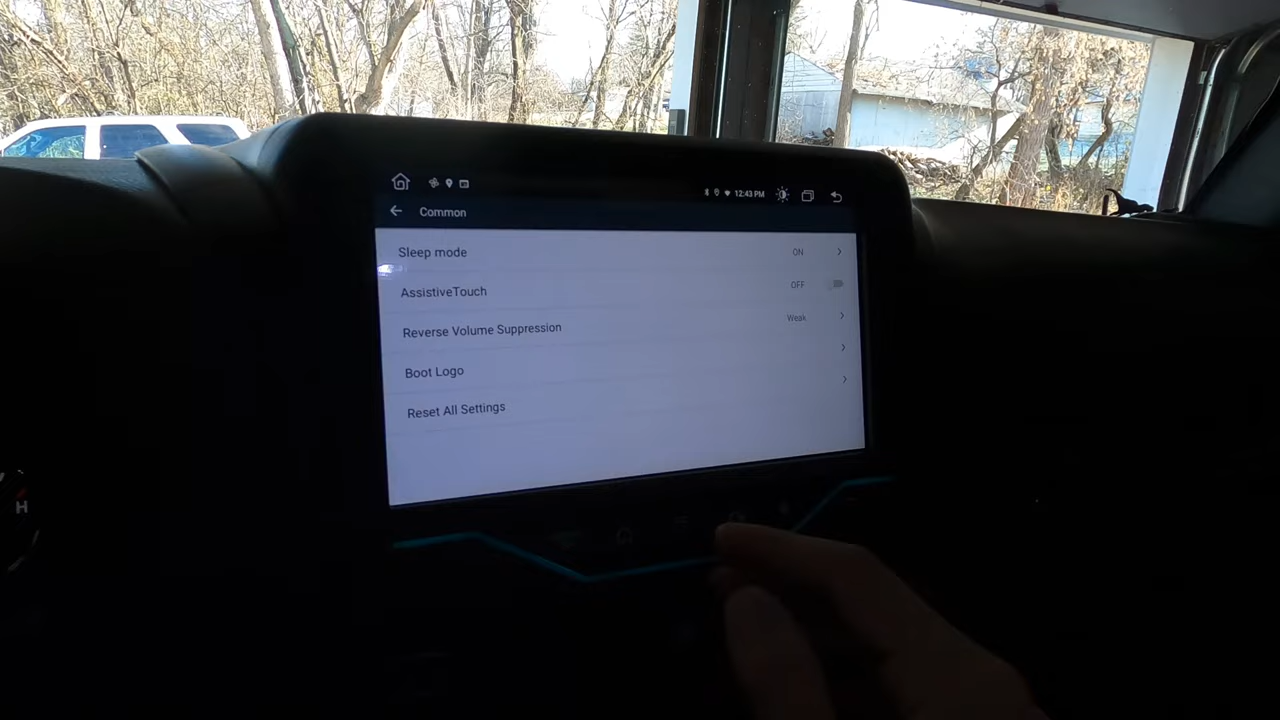 12:43 PM
Common
Sleep mode ON
AssistiveTouch OFF
Reverse Volume Suppression Weak
Boot Logo
Reset All Settings
H